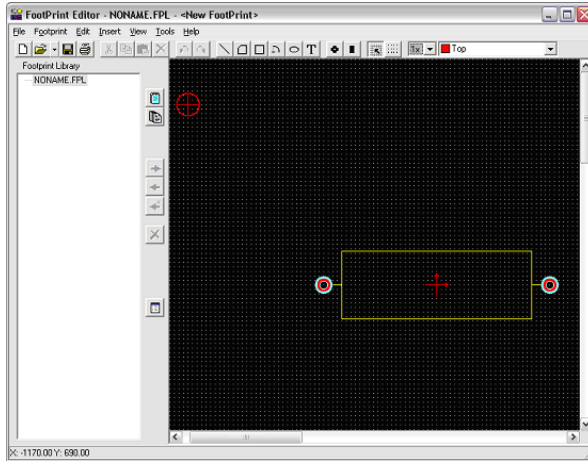 FootPrint Editor - NONAME.FPL - <New FootPrint>
File Footprint Edit Insert View Tools Help
T 1x Top
Footprint Library
NONAME.FPL
X: -1170.00 Y: 690.00